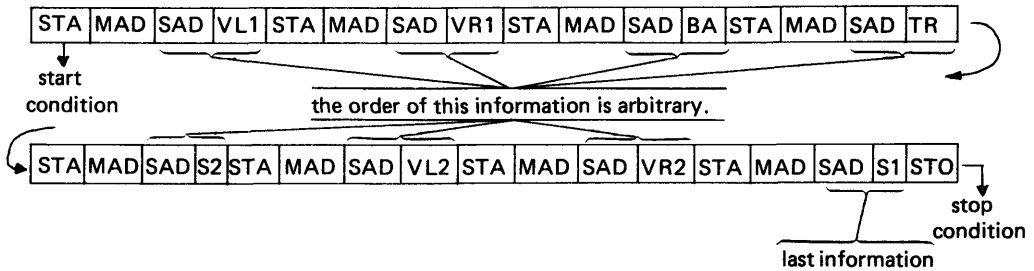 STA MAD SAD VL1 STA MAD SAD VR1 STA MAD SAD BA STA MAD SAD TR
start
condition
the order of this information is arbitrary.
STA MAD SAD S2 STA MAD SAD VL2 STA MAD SAD VR2 STA MAD SAD S1 STO
stop
condition
last information